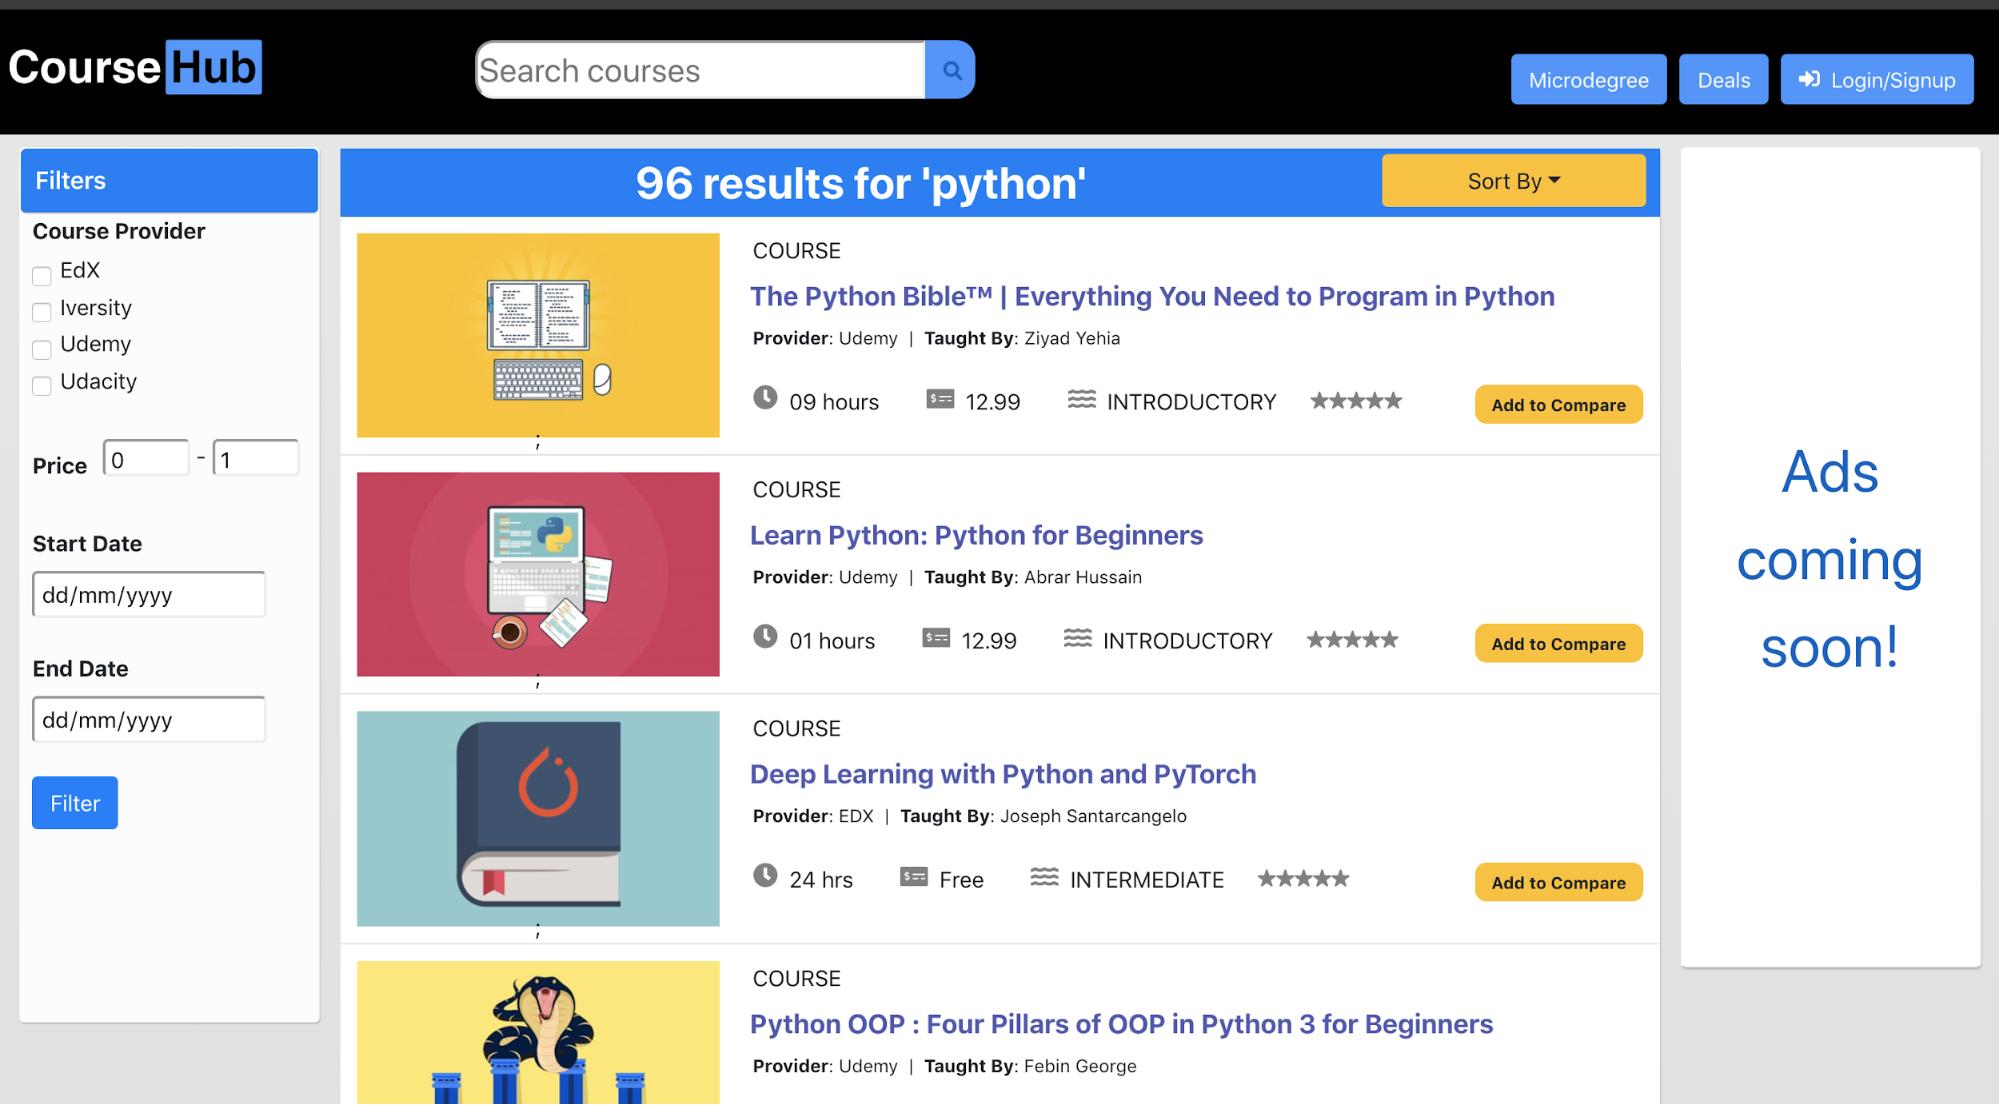 Course Hub
Search courses
Microdegree
Deals
Login/Signup
Filters
Course Provider
EdX
Iversity
Udemy
Udacity
Price 0 - 1
Start Date
dd/mm/yyyy
End Date
dd/mm/yyyy
Filter
96 results for 'python'
Sort By
COURSE
The Python Bible™ | Everything You Need to Program in Python
Provider: Udemy | Taught By: Ziyad Yehia
09 hours 12.99 INTRODUCTORY
Add to Compare
;
COURSE
Learn Python: Python for Beginners
Provider: Udemy | Taught By: Abrar Hussain
01 hours 12.99 INTRODUCTORY
Add to Compare
;
COURSE
Deep Learning with Python and PyTorch
Provider: EDX | Taught By: Joseph Santarcangelo
24 hrs Free INTERMEDIATE
Add to Compare
;
COURSE
Python OOP : Four Pillars of OOP in Python 3 for Beginners
Provider: Udemy | Taught By: Febin George
Ads
coming
soon!